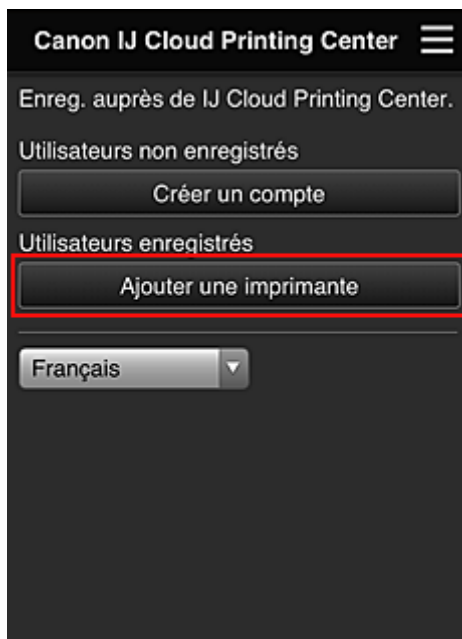 Canon IJ Cloud Printing Center
Enreg. auprès de IJ Cloud Printing Center.
Utilisateurs non enregistrés
Créer un compte
Utilisateurs enregistrés
Ajouter une imprimante
Français